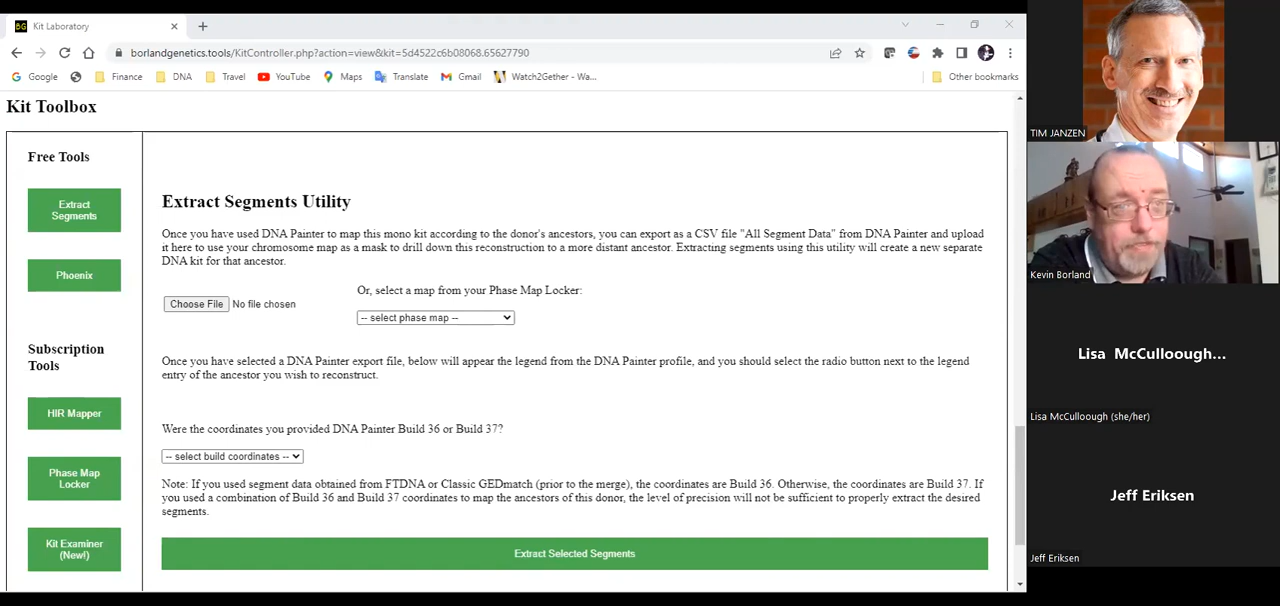 BG Kit Laboratory
borlandgenetics.tools/KitController.php?action=view&kit=5d4522c6b08068.65627790
Google Finance DNA Travel YouTube Maps Translate Gmail Watch2Gether - Wa... Other bookmarks
Kit Toolbox
Free Tools
Extract
Segments
Phoenix
Subscription
Tools
HIR Mapper
Phase Map
Locker
Kit Examiner
(New!)
Extract Segments Utility
Once you have used DNA Painter to map this mono kit according to the donor's ancestors, you can export as a CSV file "All Segment Data" from DNA Painter and upload
it here to use your chromosome map as a mask to drill down this reconstruction to a more distant ancestor. Extracting segments using this utility will create a new separate
DNA kit for that ancestor.
Or, select a map from your Phase Map Locker:
Choose File No file chosen
-- select phase map --
Once you have selected a DNA Painter export file, below will appear the legend from the DNA Painter profile, and you should select the radio button next to the legend
entry of the ancestor you wish to reconstruct.
Were the coordinates you provided DNA Painter Build 36 or Build 37?
-- select build coordinates --
Note: If you used segment data obtained from FTDNA or Classic GEDmatch (prior to the merge), the coordinates are Build 36. Otherwise, the coordinates are Build 37. If
you used a combination of Build 36 and Build 37 coordinates to map the ancestors of this donor, the level of precision will not be sufficient to properly extract the desired
segments.
Extract Selected Segments
TIM JANZEN
Kevin Borland
Lisa McCulloough...
Lisa McCulloough (she/her)
Jeff Eriksen
Jeff Eriksen